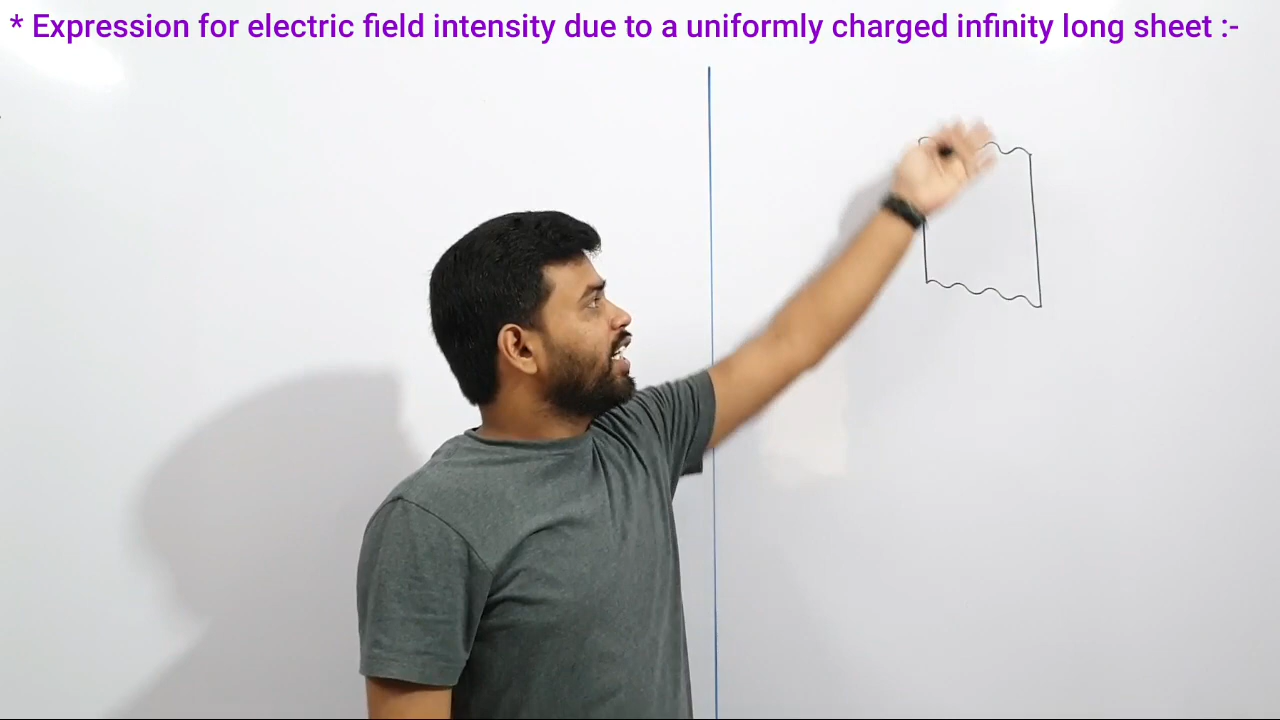 * Expression for electric field intensity due to a uniformly charged infinity long sheet :-